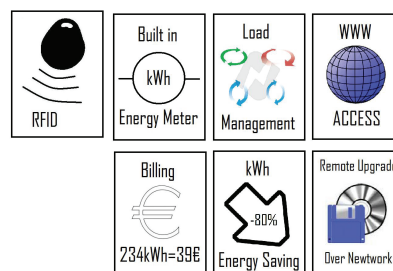 RFID
Built in
kWh
Energy Meter
Load
Management
WWW
ACCESS
Billing
€
234kWh=39€
kWh
-80%
Energy Saving
Remote Upgrade
Over Newtwork